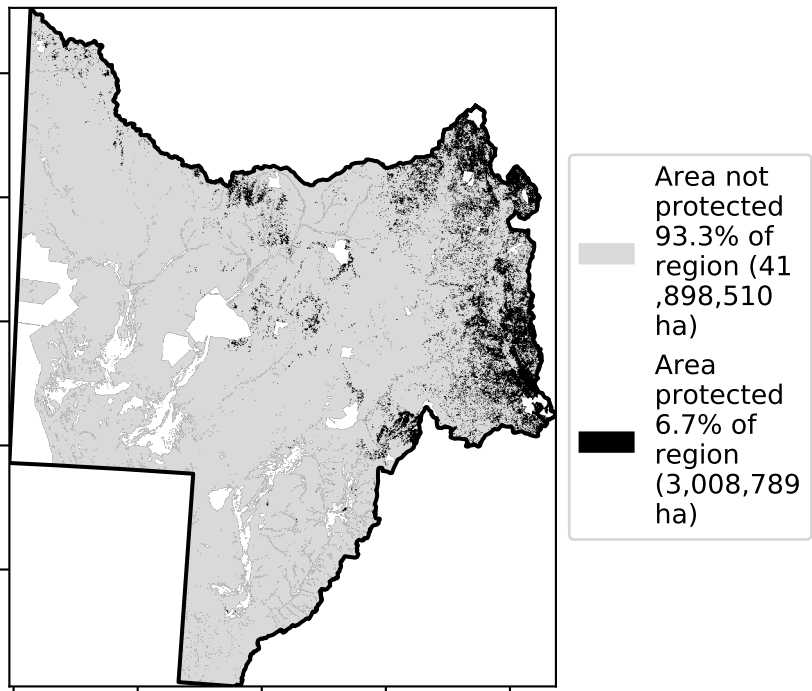 Area not
protected
93.3% of
region (41
,898,510
ha)
Area
protected
6.7% of
region
(3,008,789
ha)